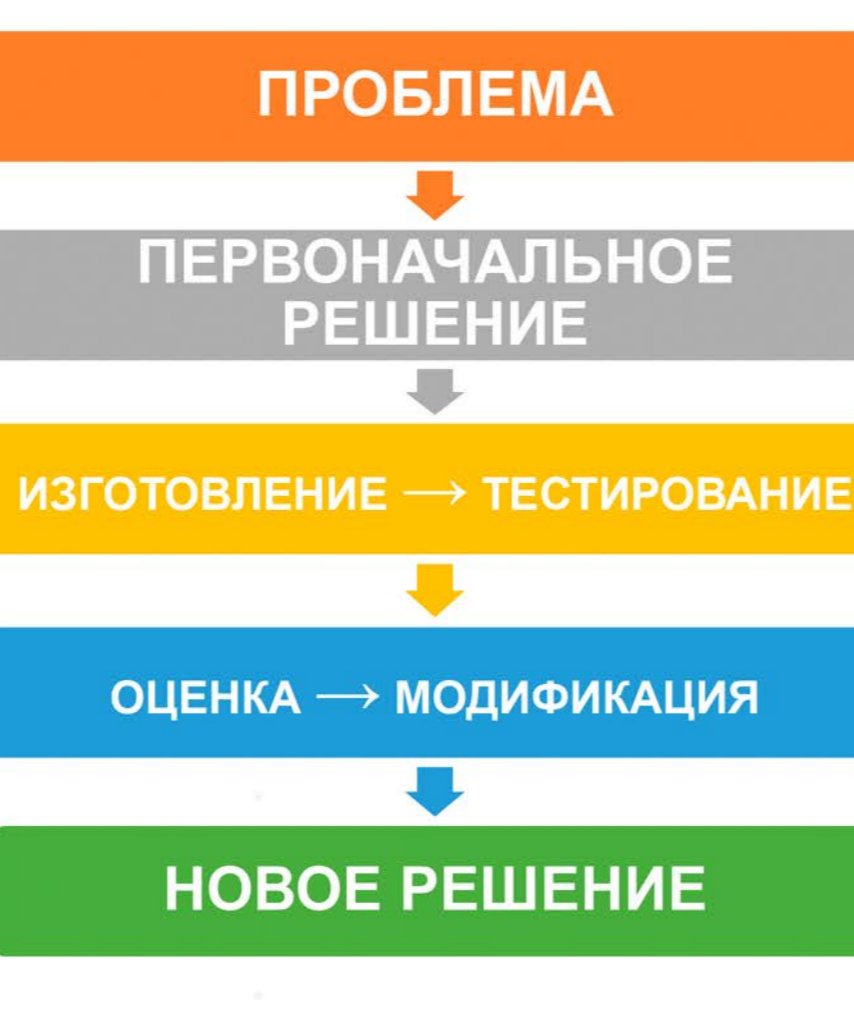 ПРОБЛЕМА
ПЕРВОНАЧАЛЬНОЕ
РЕШЕНИЕ
ИЗГОТОВЛЕНИЕ → ТЕСТИРОВАНИЕ
ОЦЕНКА → МОДИФИКАЦИЯ
НОВОЕ РЕШЕНИЕ